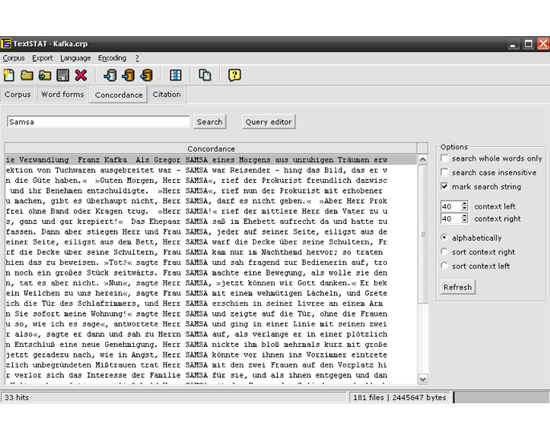 TextSTAT - Kafka.crp
Corpus Export Language Encoding ?
Corpus Word forms Concordance Citation
Samsa Search Query editor
Concordance
ie Verwandlung Franz Kafka Als Gregor SAMSA eines Morgens aus unruhigen Träumen erw
ektion von Tuchwaren ausgebreitet war - SAMSA war Reisender - hing das Bild, das er v
n die Güte haben.« »Guten Morgen, Herr SAMSA«, rief der Prokurist freundlich darwisc
und ihr Benehmen entschuldigte. »Herr SAMSA«, rief nun der Prokurist mit erhobener
u machen, gibt es überhaupt nicht, Herr SAMSA, darf es nicht geben.« »Aber Herr Prok
frei ohne Band oder Kragen trug. »Herr SAMSA!« rief der mittlere Herr dem Vater zu u
s, ganz und gar krepiert!« Das Ehepaar SAMSA saß im Ehebett aufrecht da und hatte zu
fassen. Dann aber stiegen Herr und Frau SAMSA, jeder auf seiner Seite, eiligst aus de
einer Seite, eiligst aus dem Bett, Herr SAMSA warf die Decke über seine Schultern, Fr
rf die Decke über seine Schultern, Frau SAMSA kam nur im Nachthemd hervor; so traten
hien das zu beweisen. »Tot?« sagte Frau SAMSA und sah fragend zur Bedienerin auf, tro
n noch ein großes Stück seitwärts. Frau SAMSA machte eine Bewegung, als wolle sie den
n, tat es aber nicht. »Nun«, sagte Herr SAMSA, »jetzt können wir Gott danken.« Er bek
ein Weilchen zu uns herein«, sagte Frau SAMSA mit einem wehmütigen Lächeln, und Grete
ich die Tür des Schlafzimmers, und Herr SAMSA erschien in seiner Livree an einem Arm
n Sie sofort meine Wohnung!« sagte Herr SAMSA und zeigte auf die Tür, ohne die Frauen
u so, wie ich es sage«, antwortete Herr SAMSA und ging in einer Linie mit seinen zwei
r also«, sagte er dann und sah zu Herrn SAMSA auf, als verlange er in einer plötzlich
n Entschluß eine neue Genehmigung. Herr SAMSA nickte ihm bloß mehrmals kurz mit große
jetzt geradezu nach, wie in Angst, Herr SAMSA könnte vor ihnen ins Vorzimmer eintrete
zlich unbegründeten Mißtrauen trat Herr SAMSA mit den zwei Frauen auf den Vorplatz hi
r verlor sich das Interesse der Familie SAMSA für sie, und als ihnen entgegen und dan
Options
search whole words only
search case insensitive
mark search string
40 context left
40 context right
alphabetically
sort context right
sort context left
Refresh
33 hits 181 files | 2445647 bytes